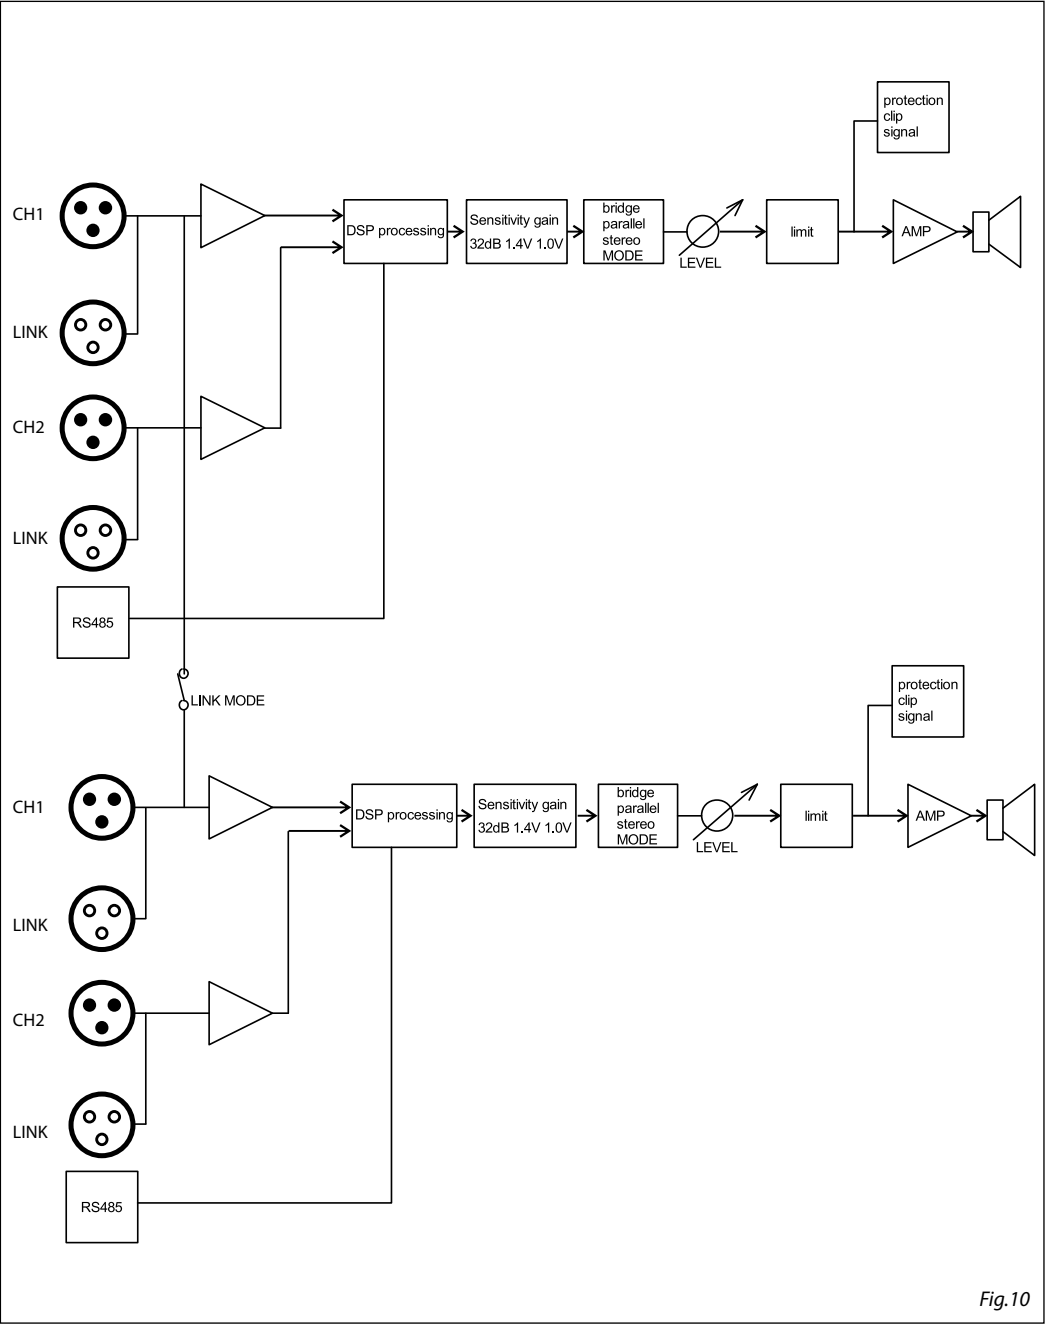 protection
clip
signal
CH1
DSP processing
Sensitivity gain
32dB 1.4V 1.0V
bridge
parallel
stereo
MODE
LEVEL
limit
AMP
LINK
CH2
LINK
RS485
LINK MODE
protection
clip
signal
CH1
DSP processing
Sensitivity gain
32dB 1.4V 1.0V
bridge
parallel
stereo
MODE
LEVEL
limit
AMP
LINK
CH2
LINK
RS485
Fig.10